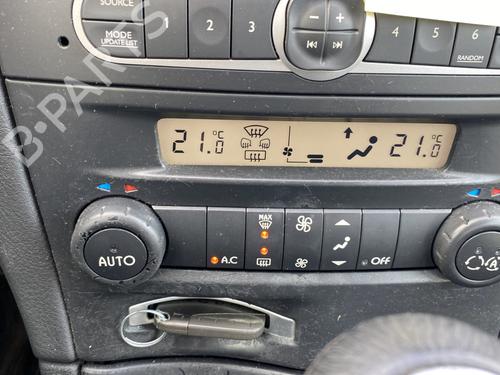 SOURCE
1
2
3
4
5
6
MODE
UPDATE LIST
RANDOM
B-PARTS
21.0 °C
21.0 °C
MAX
AUTO
A.C
OFF
A